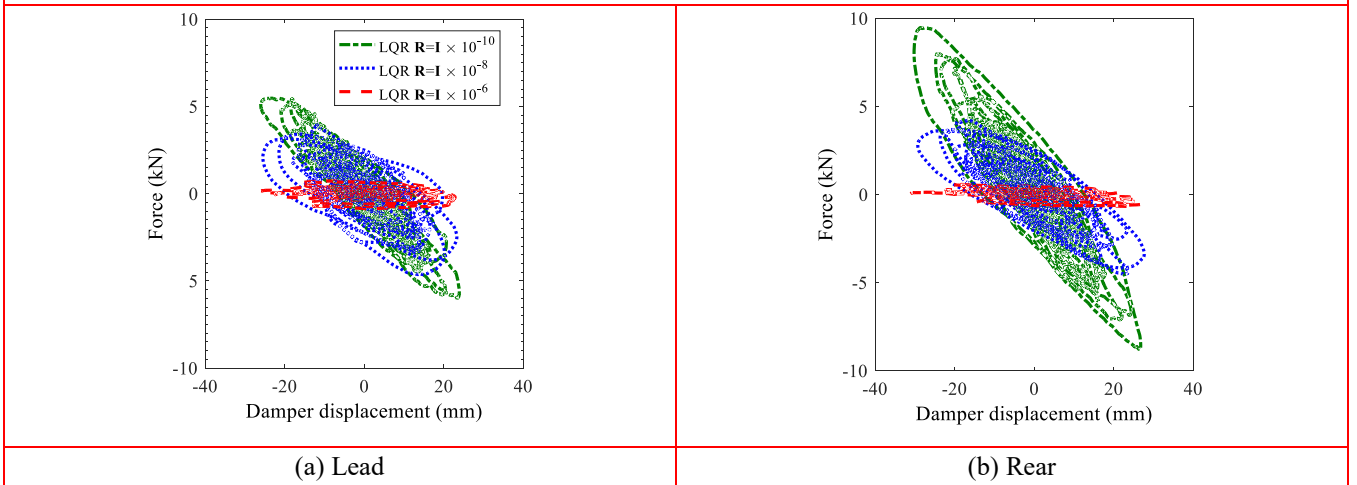 10
5
0
5
-10
-40
-20
0
20
40
Force (kN)
Damper displacement (mm)
LQR R=I × 10^-10
LQR R=I × 10^-8
LQR R=I × 10^-6
10
5
0
-5
-10
-40
-20
0
20
40
Force (kN)
Damper displacement (mm)
(a) Lead
(b) Rear